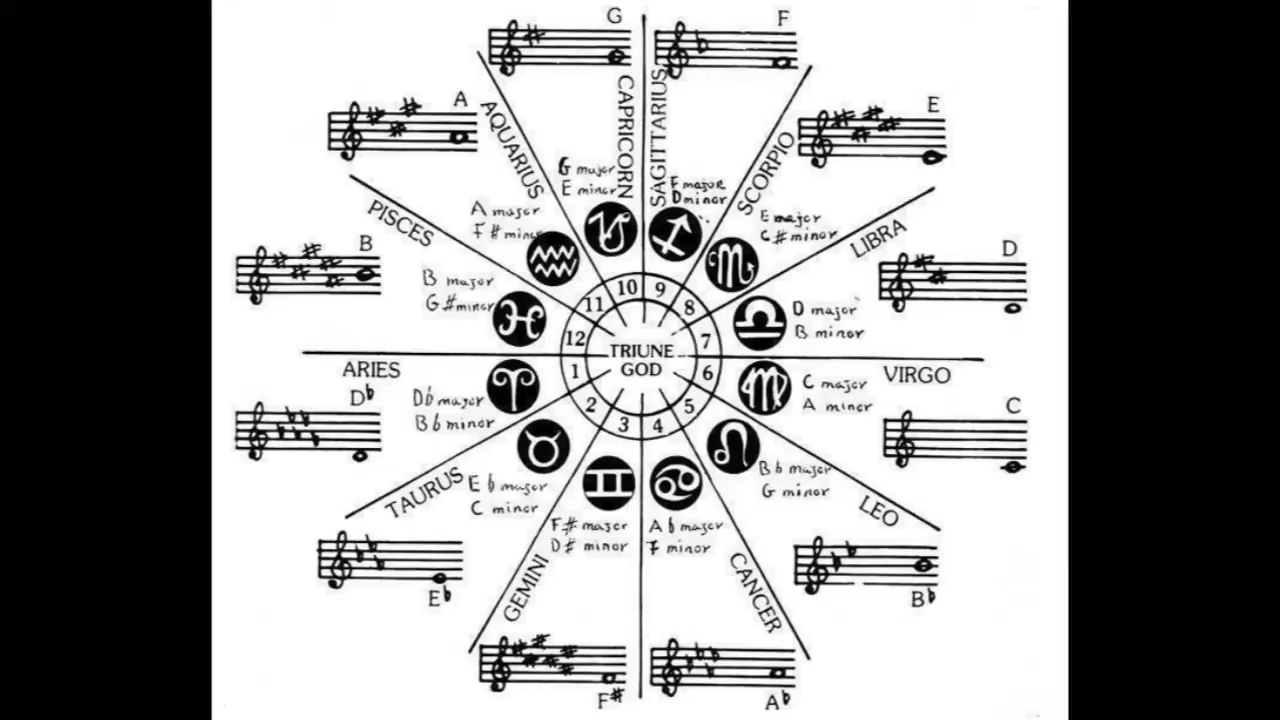 G
F
A
E
CAPRICORN
SAGITTARIUS
AQUARIUS
SCORPIO
G major
E minor
F major
D minor
A major
F# minor
E major
C# minor
PISCES
LIBRA
B
D
B major
G# minor
D major
B minor
10
9
11
8
12
7
1
6
2
5
3
4
TRIUNE
GOD
ARIES
VIRGO
D♭
C
D♭ major
B♭ minor
C major
A minor
TAURUS
LEO
E♭ major
C minor
B♭ major
G minor
F# major
D# minor
A♭ major
F minor
GEMINI
CANCER
E♭
B♭
F#
A♭